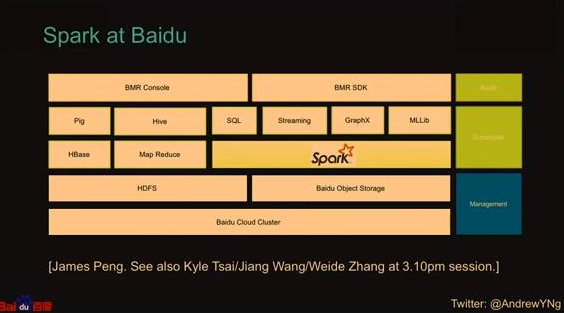 Spark at Baidu
BMR Console BMR SDK Audit
Pig Hive SQL Streaming GraphX MLLib
Scheduler
HBase Map Reduce Spark
HDFS Baidu Object Storage
Management
Baidu Cloud Cluster
[James Peng. See also Kyle Tsai/Jiang Wang/Weide Zhang at 3.10pm session.]
Bai du 百度
Twitter: @AndrewYNg